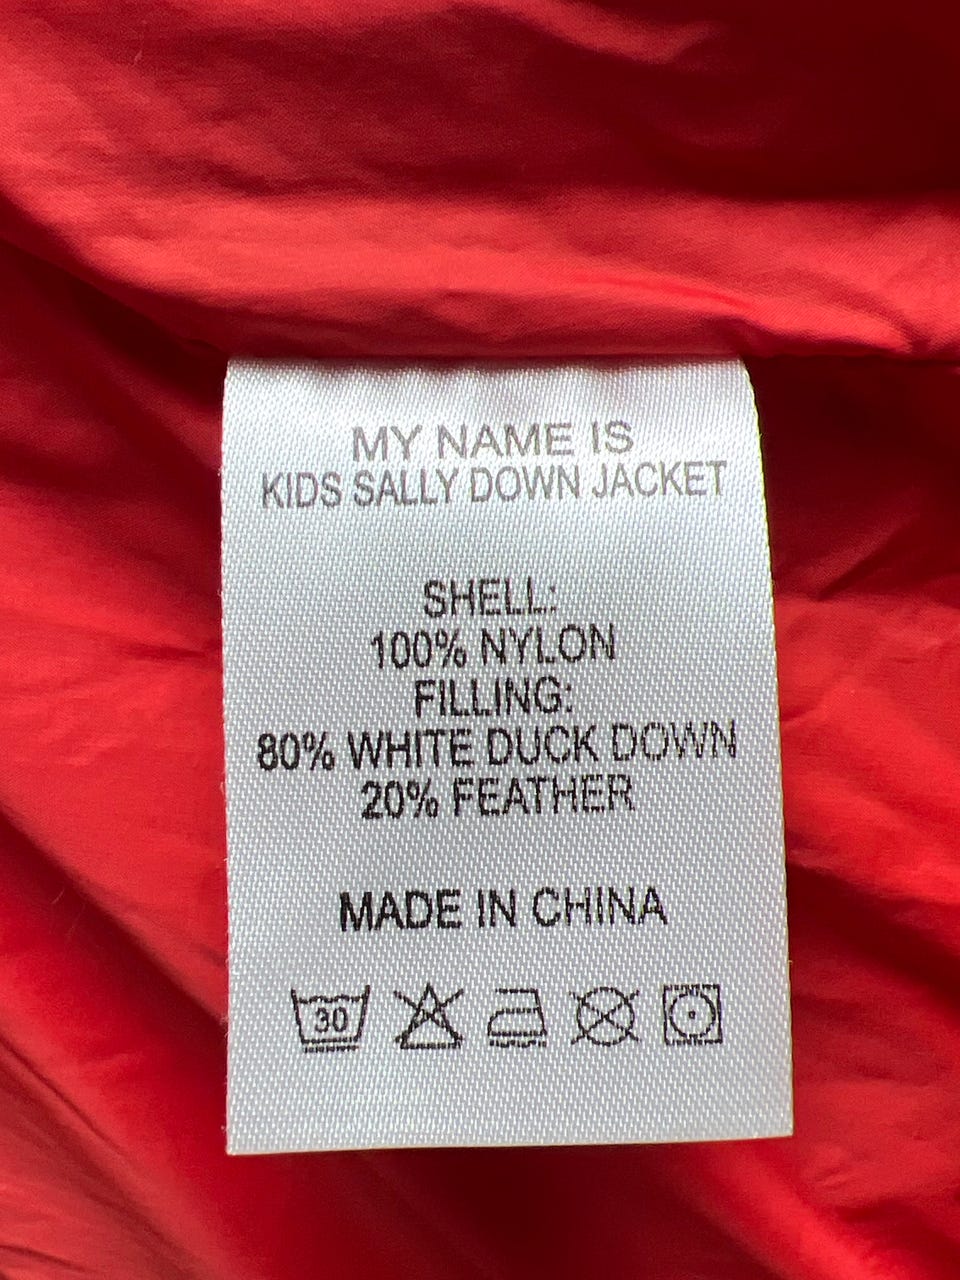 MY NAME IS
KIDS SALLY DOWN JACKET
SHELL:
100% NYLON
FILLING:
80% WHITE DUCK DOWN
20% FEATHER
MADE IN CHINA
30